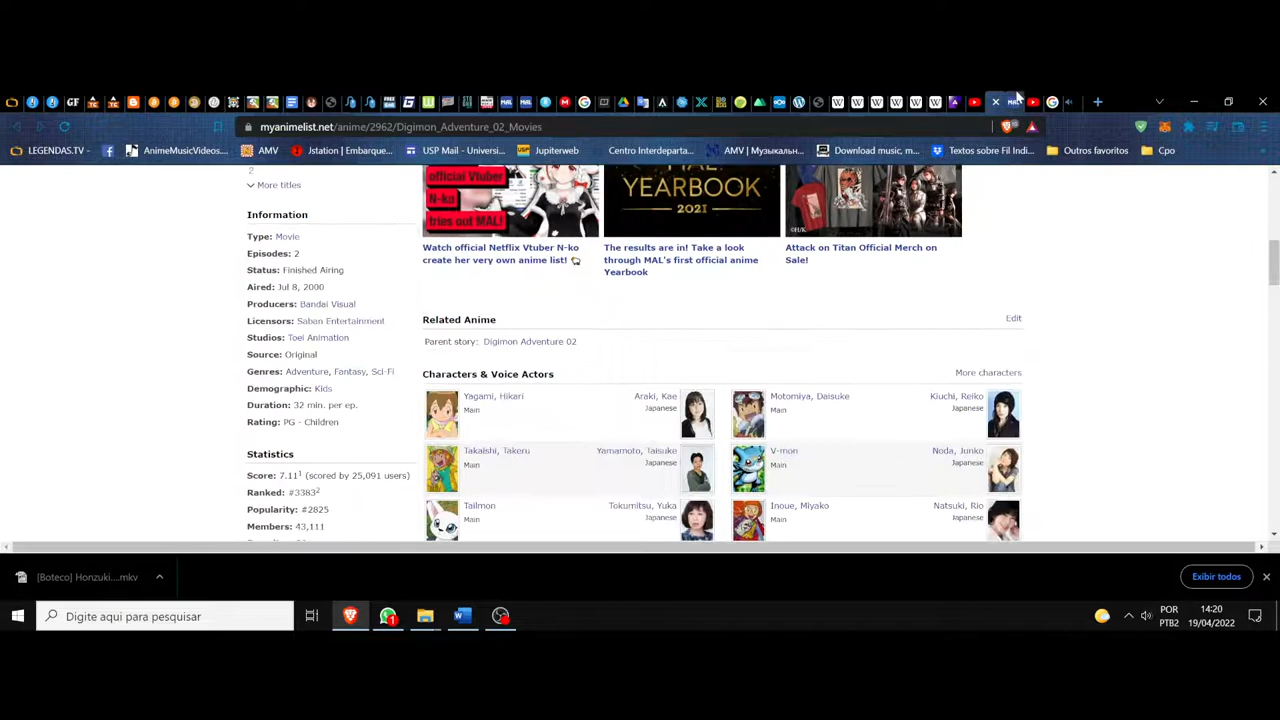 myanimelist.net/anime/2962/Digimon_Adventure_02_Movies
LEGENDAS.TV - AnimeMusicVideos... AMV Jstation | Embarque... USP Mail - Universi... Jupiterweb Centro Interdeparta... AMV | Музыкальн... Download music, m... Textos sobre Fil Indi... Outros favoritos Cpo
2
More titles
Information
Type: Movie
Episodes: 2
Status: Finished Airing
Aired: Jul 8, 2000
Producers: Bandai Visual
Licensors: Saban Entertainment
Studios: Toei Animation
Source: Original
Genres: Adventure, Fantasy, Sci-Fi
Demographic: Kids
Duration: 32 min. per ep.
Rating: PG - Children
Statistics
Score: 7.11¹ (scored by 25,091 users)
Ranked: #3383²
Popularity: #2825
Members: 43,111
official Vtuber
N-ko
tries out MAL!
MAL
YEARBOOK
2021
©H/K
Watch official Netflix Vtuber N-ko
create her very own anime list!
The results are in! Take a look
through MAL's first official anime
Yearbook
Attack on Titan Official Merch on
Sale!
Related Anime Edit
Parent story: Digimon Adventure 02
Characters & Voice Actors More characters
Yagami, Hikari Araki, Kae Motomiya, Daisuke Kiuchi, Reiko
Main Japanese Main Japanese
Takaishi, Takeru Yamamoto, Taisuke V-mon Noda, Junko
Main Japanese Main Japanese
Tailmon Tokumitsu, Yuka Inoue, Miyako Natsuki, Rio
Main Japanese Main Japanese
[Boteco] Honzuki....mkv Exibir todos
Digite aqui para pesquisar
POR 14:20
PTB2 19/04/2022